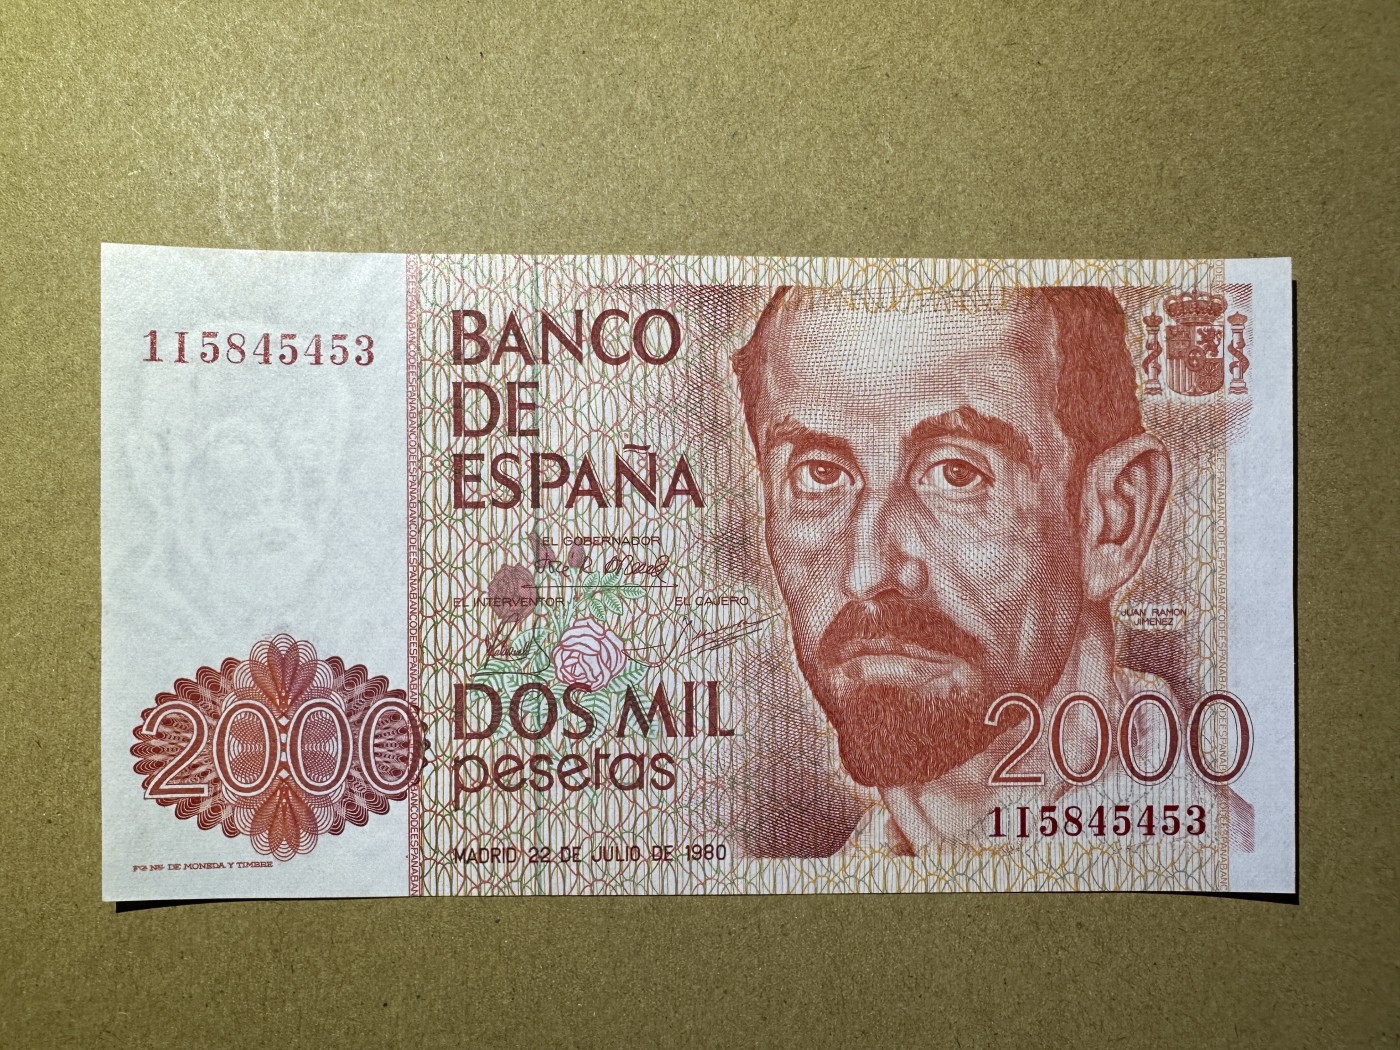 1I5845453
BANCO
DE
ESPAÑA
EL GOBERNADOR
EL INTERVENTOR
EL CAJERO
JUAN RAMON
JIMENEZ
DOS MIL
pesetas
2000
2000
1I5845453
MADRID 22 DE JULIO DE 1980
FCA NAL DE MONEDA Y TIMBRE